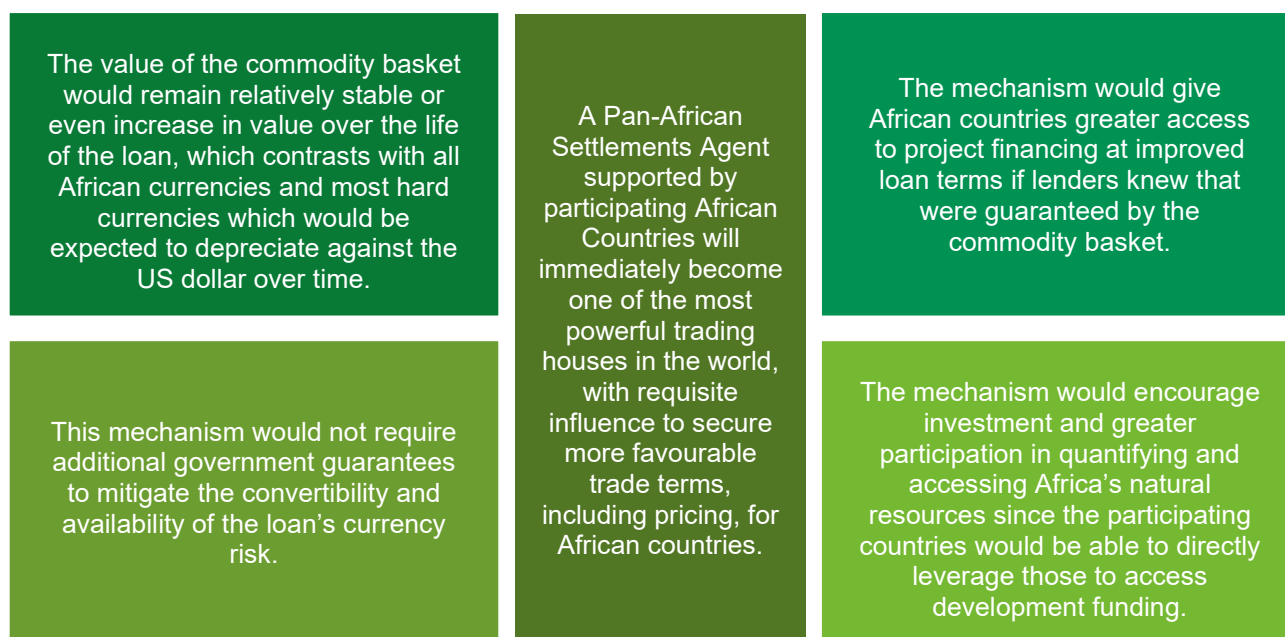 The value of the commodity basket
would remain relatively stable or
even increase in value over the life
of the loan, which contrasts with all
African currencies and most hard
currencies which would be
expected to depreciate against the
US dollar over time.
This mechanism would not require
additional government guarantees
to mitigate the convertibility and
availability of the loan’s currency
risk.
A Pan-African
Settlements Agent
supported by
participating African
Countries will
immediately become
one of the most
powerful trading
houses in the world,
with requisite
influence to secure
more favourable
trade terms,
including pricing, for
African countries.
The mechanism would give
African countries greater access
to project financing at improved
loan terms if lenders knew that
were guaranteed by the
commodity basket.
The mechanism would encourage
investment and greater
participation in quantifying and
accessing Africa’s natural
resources since the participating
countries would be able to directly
leverage those to access
development funding.